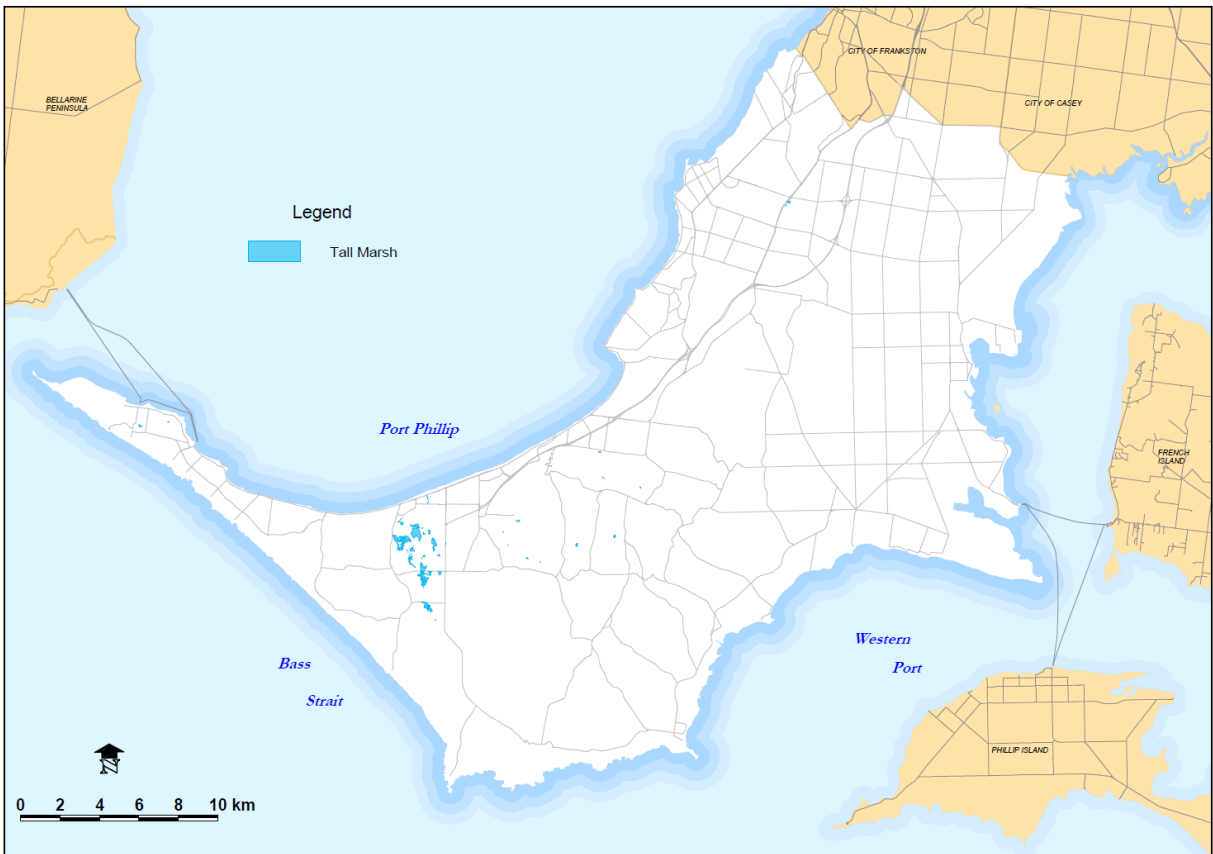 CITY OF FRANKSTON
BELLARINE
PENINSULA
CITY OF CASEY
Legend
Tall Marsh
Port Phillip
FRENCH
ISLAND
Western
Port
Bass
Strait
PHILLIP ISLAND
N
0 2 4 6 8 10 km